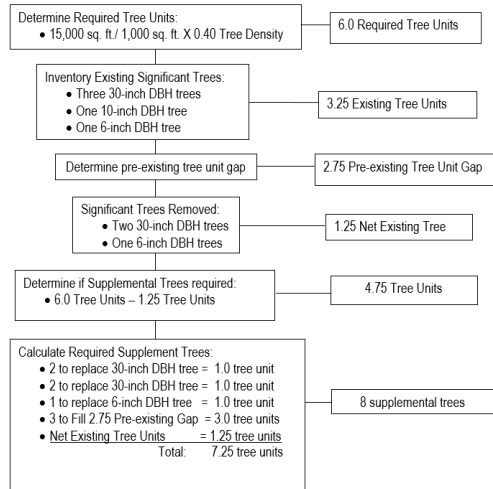 Determine Required Tree Units:
• 15,000 sq. ft./ 1,000 sq. ft. X 0.40 Tree Density
6.0 Required Tree Units
Inventory Existing Significant Trees:
• Three 30-inch DBH trees
• One 10-inch DBH tree
• One 6-inch DBH tree
3.25 Existing Tree Units
Determine pre-existing tree unit gap
2.75 Pre-existing Tree Unit Gap
Significant Trees Removed:
• Two 30-inch DBH trees
• One 6-inch DBH trees
1.25 Net Existing Tree
Determine if Supplemental Trees required:
• 6.0 Tree Units – 1.25 Tree Units
4.75 Tree Units
Calculate Required Supplement Trees:
• 2 to replace 30-inch DBH tree = 1.0 tree unit
• 2 to replace 30-inch DBH tree = 1.0 tree unit
• 1 to replace 6-inch DBH tree = 1.0 tree unit
• 3 to Fill 2.75 Pre-existing Gap = 3.0 tree units
• Net Existing Tree Units = 1.25 tree units
Total: 7.25 tree units
8 supplemental trees